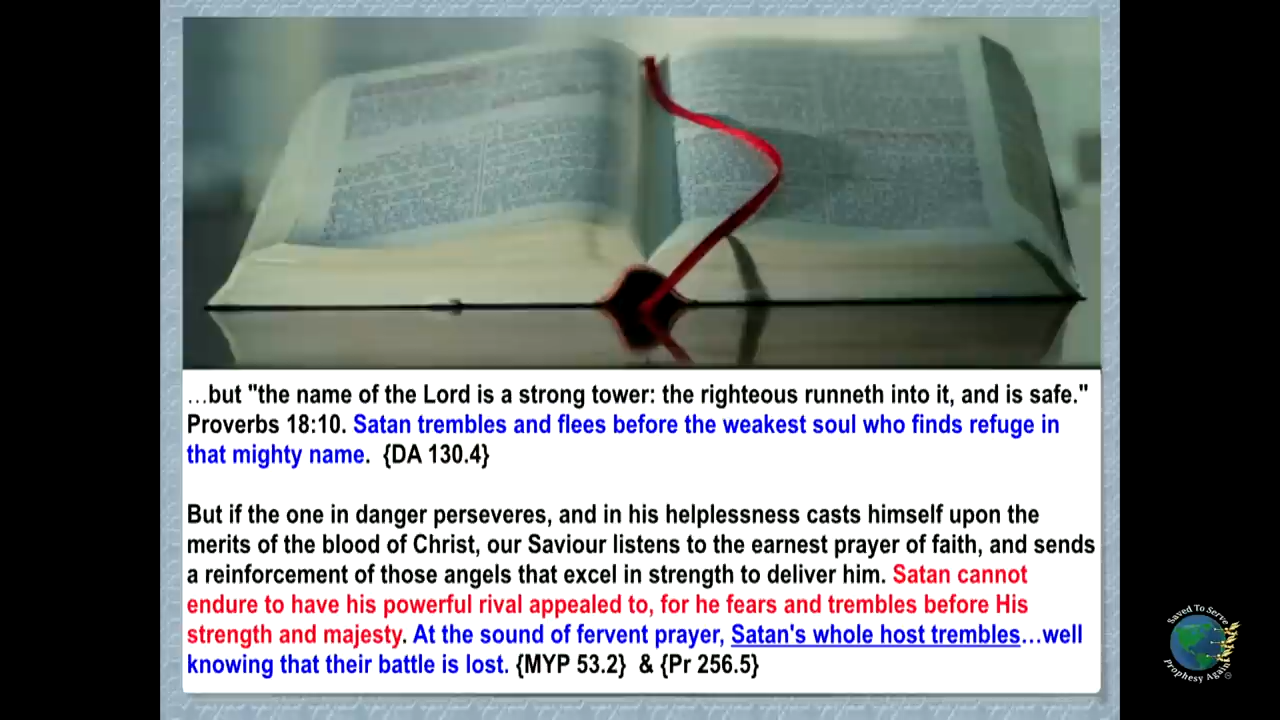 …but "the name of the Lord is a strong tower: the righteous runneth into it, and is safe."
Proverbs 18:10. Satan trembles and flees before the weakest soul who finds refuge in
that mighty name. {DA 130.4}
But if the one in danger perseveres, and in his helplessness casts himself upon the
merits of the blood of Christ, our Saviour listens to the earnest prayer of faith, and sends
a reinforcement of those angels that excel in strength to deliver him. Satan cannot
endure to have his powerful rival appealed to, for he fears and trembles before His
strength and majesty. At the sound of fervent prayer, Satan's whole host trembles…well
knowing that their battle is lost. {MYP 53.2} & {Pr 256.5}
Saved To Serve
Prophesy Again